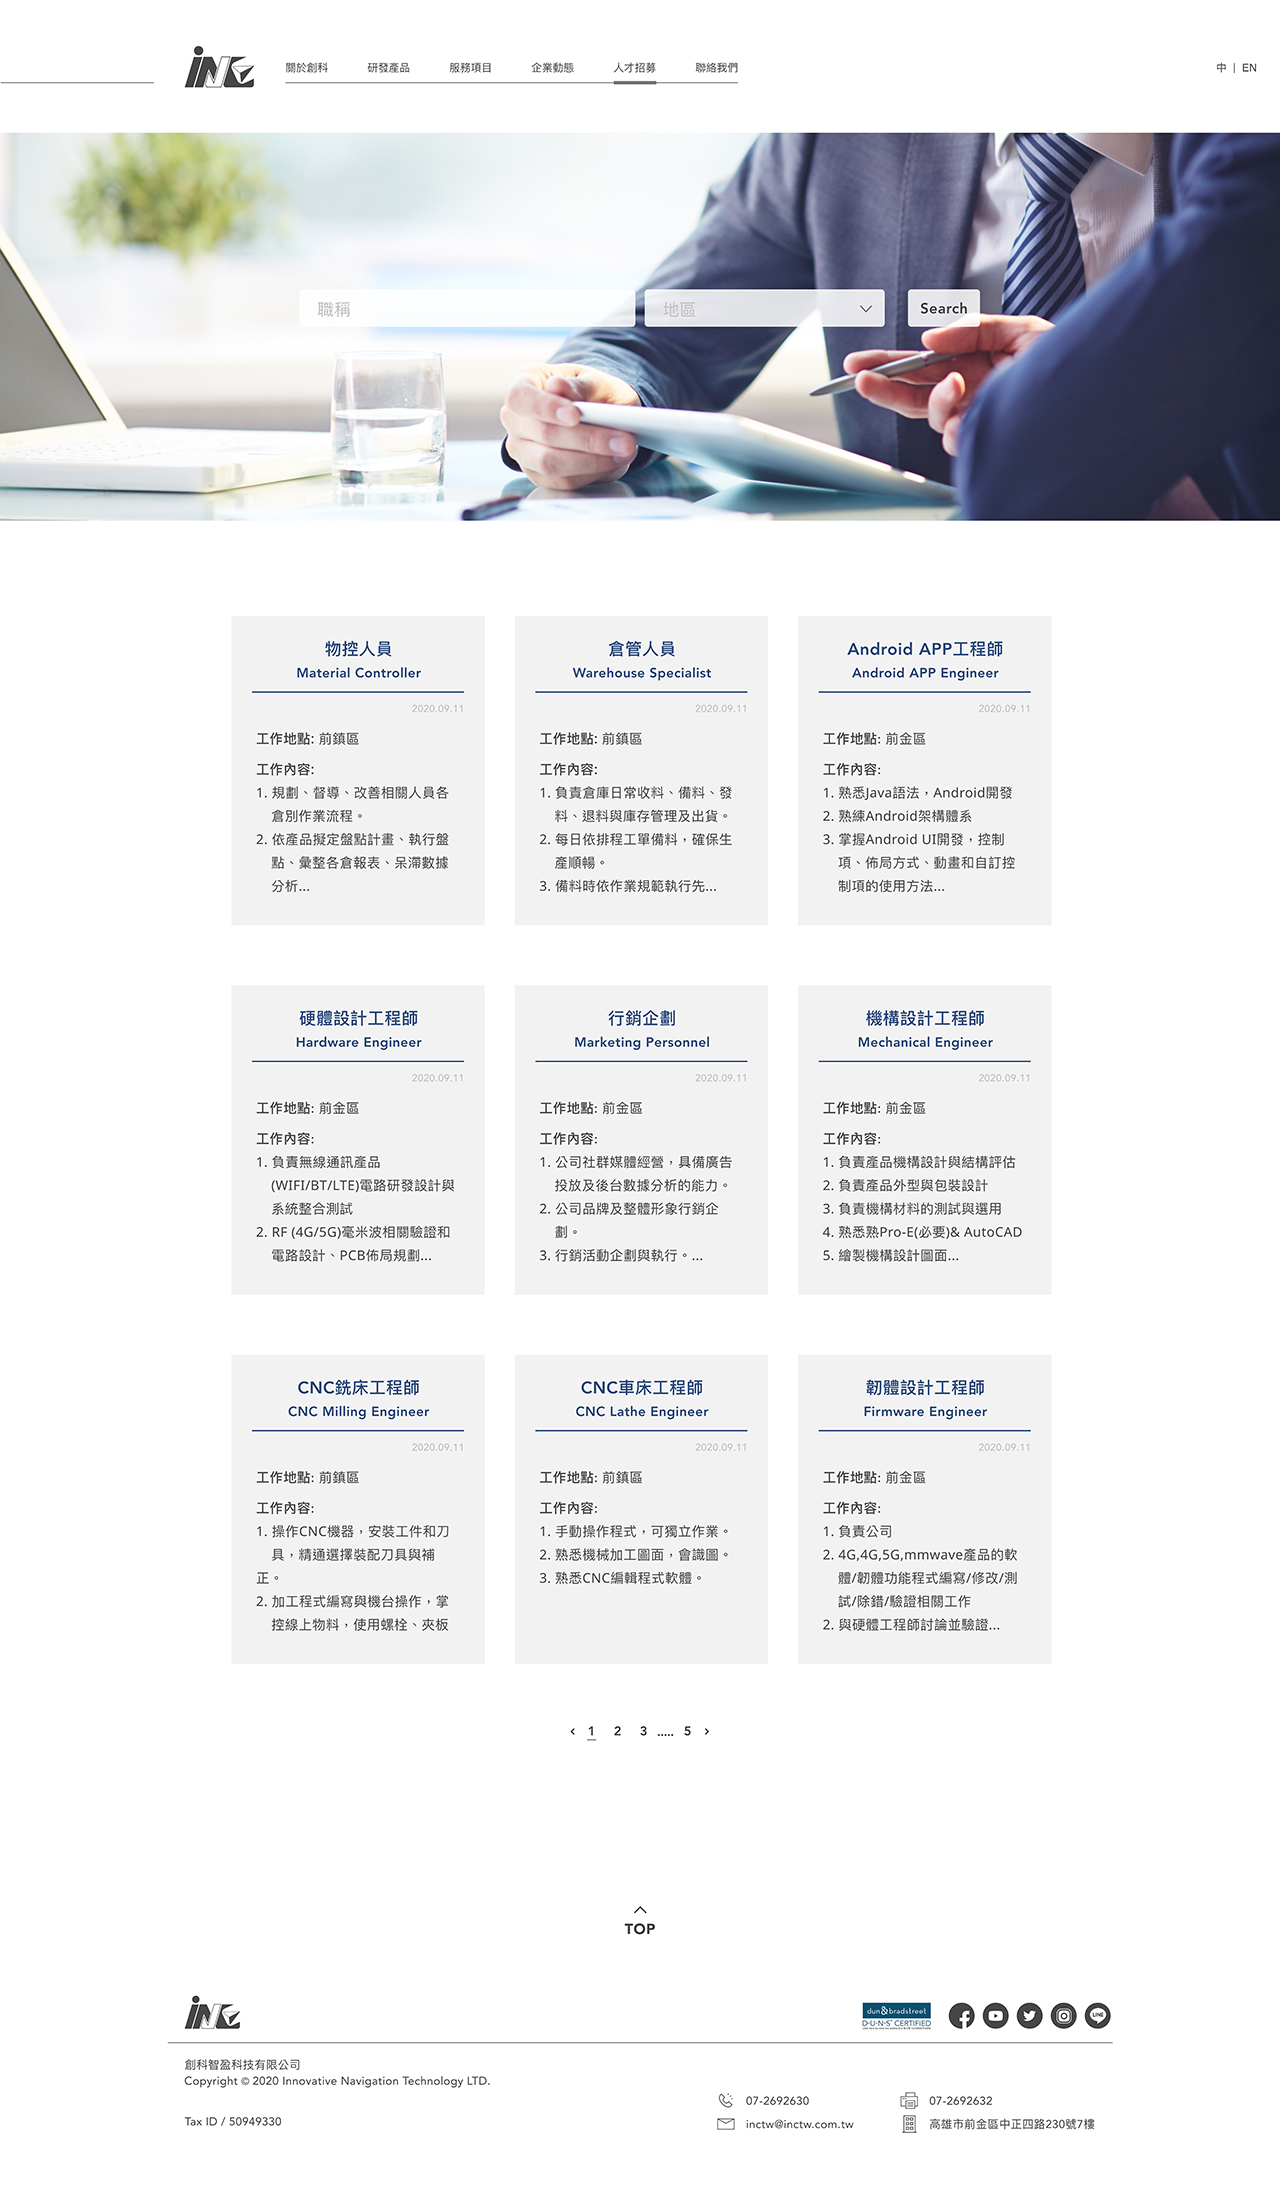 inc
關於創科 研發產品 服務項目 企業動態 人才招募 聯絡我們
中 | EN
職稱 地區 Search
物控人員
Material Controller
2020.09.11
工作地點: 前鎮區
工作內容:
1. 規劃、督導、改善相關人員各
倉別作業流程。
2. 依產品擬定盤點計畫、執行盤
點、彙整各倉報表、呆滯數據
分析...
倉管人員
Warehouse Specialist
2020.09.11
工作地點: 前鎮區
工作內容:
1. 負責倉庫日常收料、備料、發
料、退料與庫存管理及出貨。
2. 每日依排程工單備料，確保生
產順暢。
3. 備料時依作業規範執行先...
Android APP工程師
Android APP Engineer
2020.09.11
工作地點: 前金區
工作內容:
1. 熟悉Java語法，Android開發
2. 熟練Android架構體系
3. 掌握Android UI開發，控制
項、佈局方式、動畫和自訂控
制項的使用方法...
硬體設計工程師
Hardware Engineer
2020.09.11
工作地點: 前金區
工作內容:
1. 負責無線通訊產品
(WIFI/BT/LTE)電路研發設計與
系統整合測試
2. RF (4G/5G)毫米波相關驗證和
電路設計、PCB佈局規劃...
行銷企劃
Marketing Personnel
2020.09.11
工作地點: 前金區
工作內容:
1. 公司社群媒體經營，具備廣告
投放及後台數據分析的能力。
2. 公司品牌及整體形象行銷企
劃。
3. 行銷活動企劃與執行。...
機構設計工程師
Mechanical Engineer
2020.09.11
工作地點: 前金區
工作內容:
1. 負責產品機構設計與結構評估
2. 負責產品外型與包裝設計
3. 負責機構材料的測試與選用
4. 熟悉熟Pro-E(必要)& AutoCAD
5. 繪製機構設計圖面...
CNC銑床工程師
CNC Milling Engineer
2020.09.11
工作地點: 前鎮區
工作內容:
1. 操作CNC機器，安裝工件和刀
具，精通選擇裝配刀具與補
正。
2. 加工程式編寫與機台操作，掌
控線上物料，使用螺栓、夾板
CNC車床工程師
CNC Lathe Engineer
2020.09.11
工作地點: 前鎮區
工作內容:
1. 手動操作程式，可獨立作業。
2. 熟悉機械加工圖面，會識圖。
3. 熟悉CNC編輯程式軟體。
韌體設計工程師
Firmware Engineer
2020.09.11
工作地點: 前金區
工作內容:
1. 負責公司
2. 4G,4G,5G,mmwave產品的軟
體/韌體功能程式編寫/修改/測
試/除錯/驗證相關工作
2. 與硬體工程師討論並驗證...
‹ 1 2 3 ..... 5 ›
TOP
inc
dun&bradstreet
D-U-N-S® CERTIFIED
LINE
創科智盈科技有限公司
Copyright © 2020 Innovative Navigation Technology LTD.
Tax ID / 50949330
07-2692630
07-2692632
inctw@inctw.com.tw
高雄市前金區中正四路230號7樓